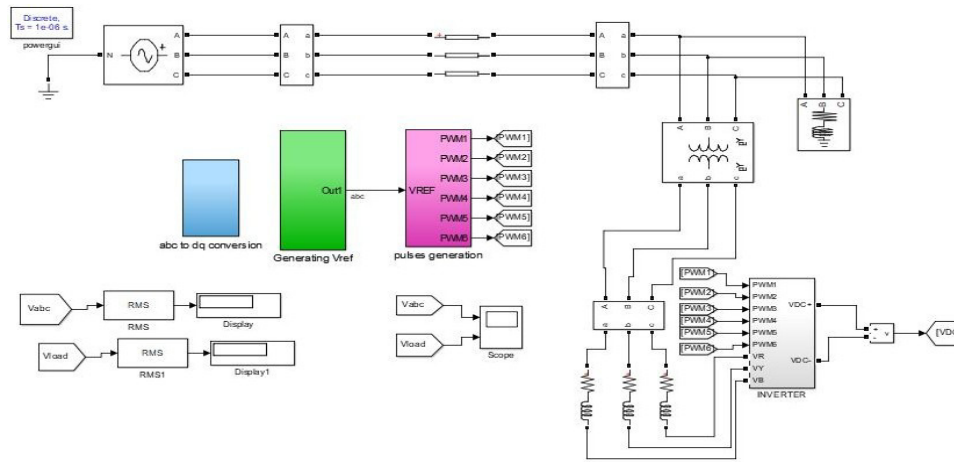 Discrete,
Ts = 1e-06 s.
powergui
N
A
B
C
A
B
C
a
b
c
A
B
C
a
b
c
A
B
C
A
B
C
a
b
c
PWM1
PWM2
PWM3
PWM4
PWM5
PWM6
VREF
Out1
abc
[PWM1]
[PWM2]
[PWM3]
[PWM4]
[PWM5]
[PWM6]
abc to dq conversion
Generating Vref
pulses generation
Vabc
RMS
RMS
Display
Vload
RMS
RMS1
Display1
Vabc
Vload
Scope
A
B
C
a
b
c
[PWM1]
[PWM2]
[PWM3]
[PWM4]
[PWM5]
[PWM6]
PWM1
PWM2
PWM3
PWM4
PWM5
PWM6
VR
VY
VB
VDC+
VDC-
INVERTER
+
-
v
[VDC